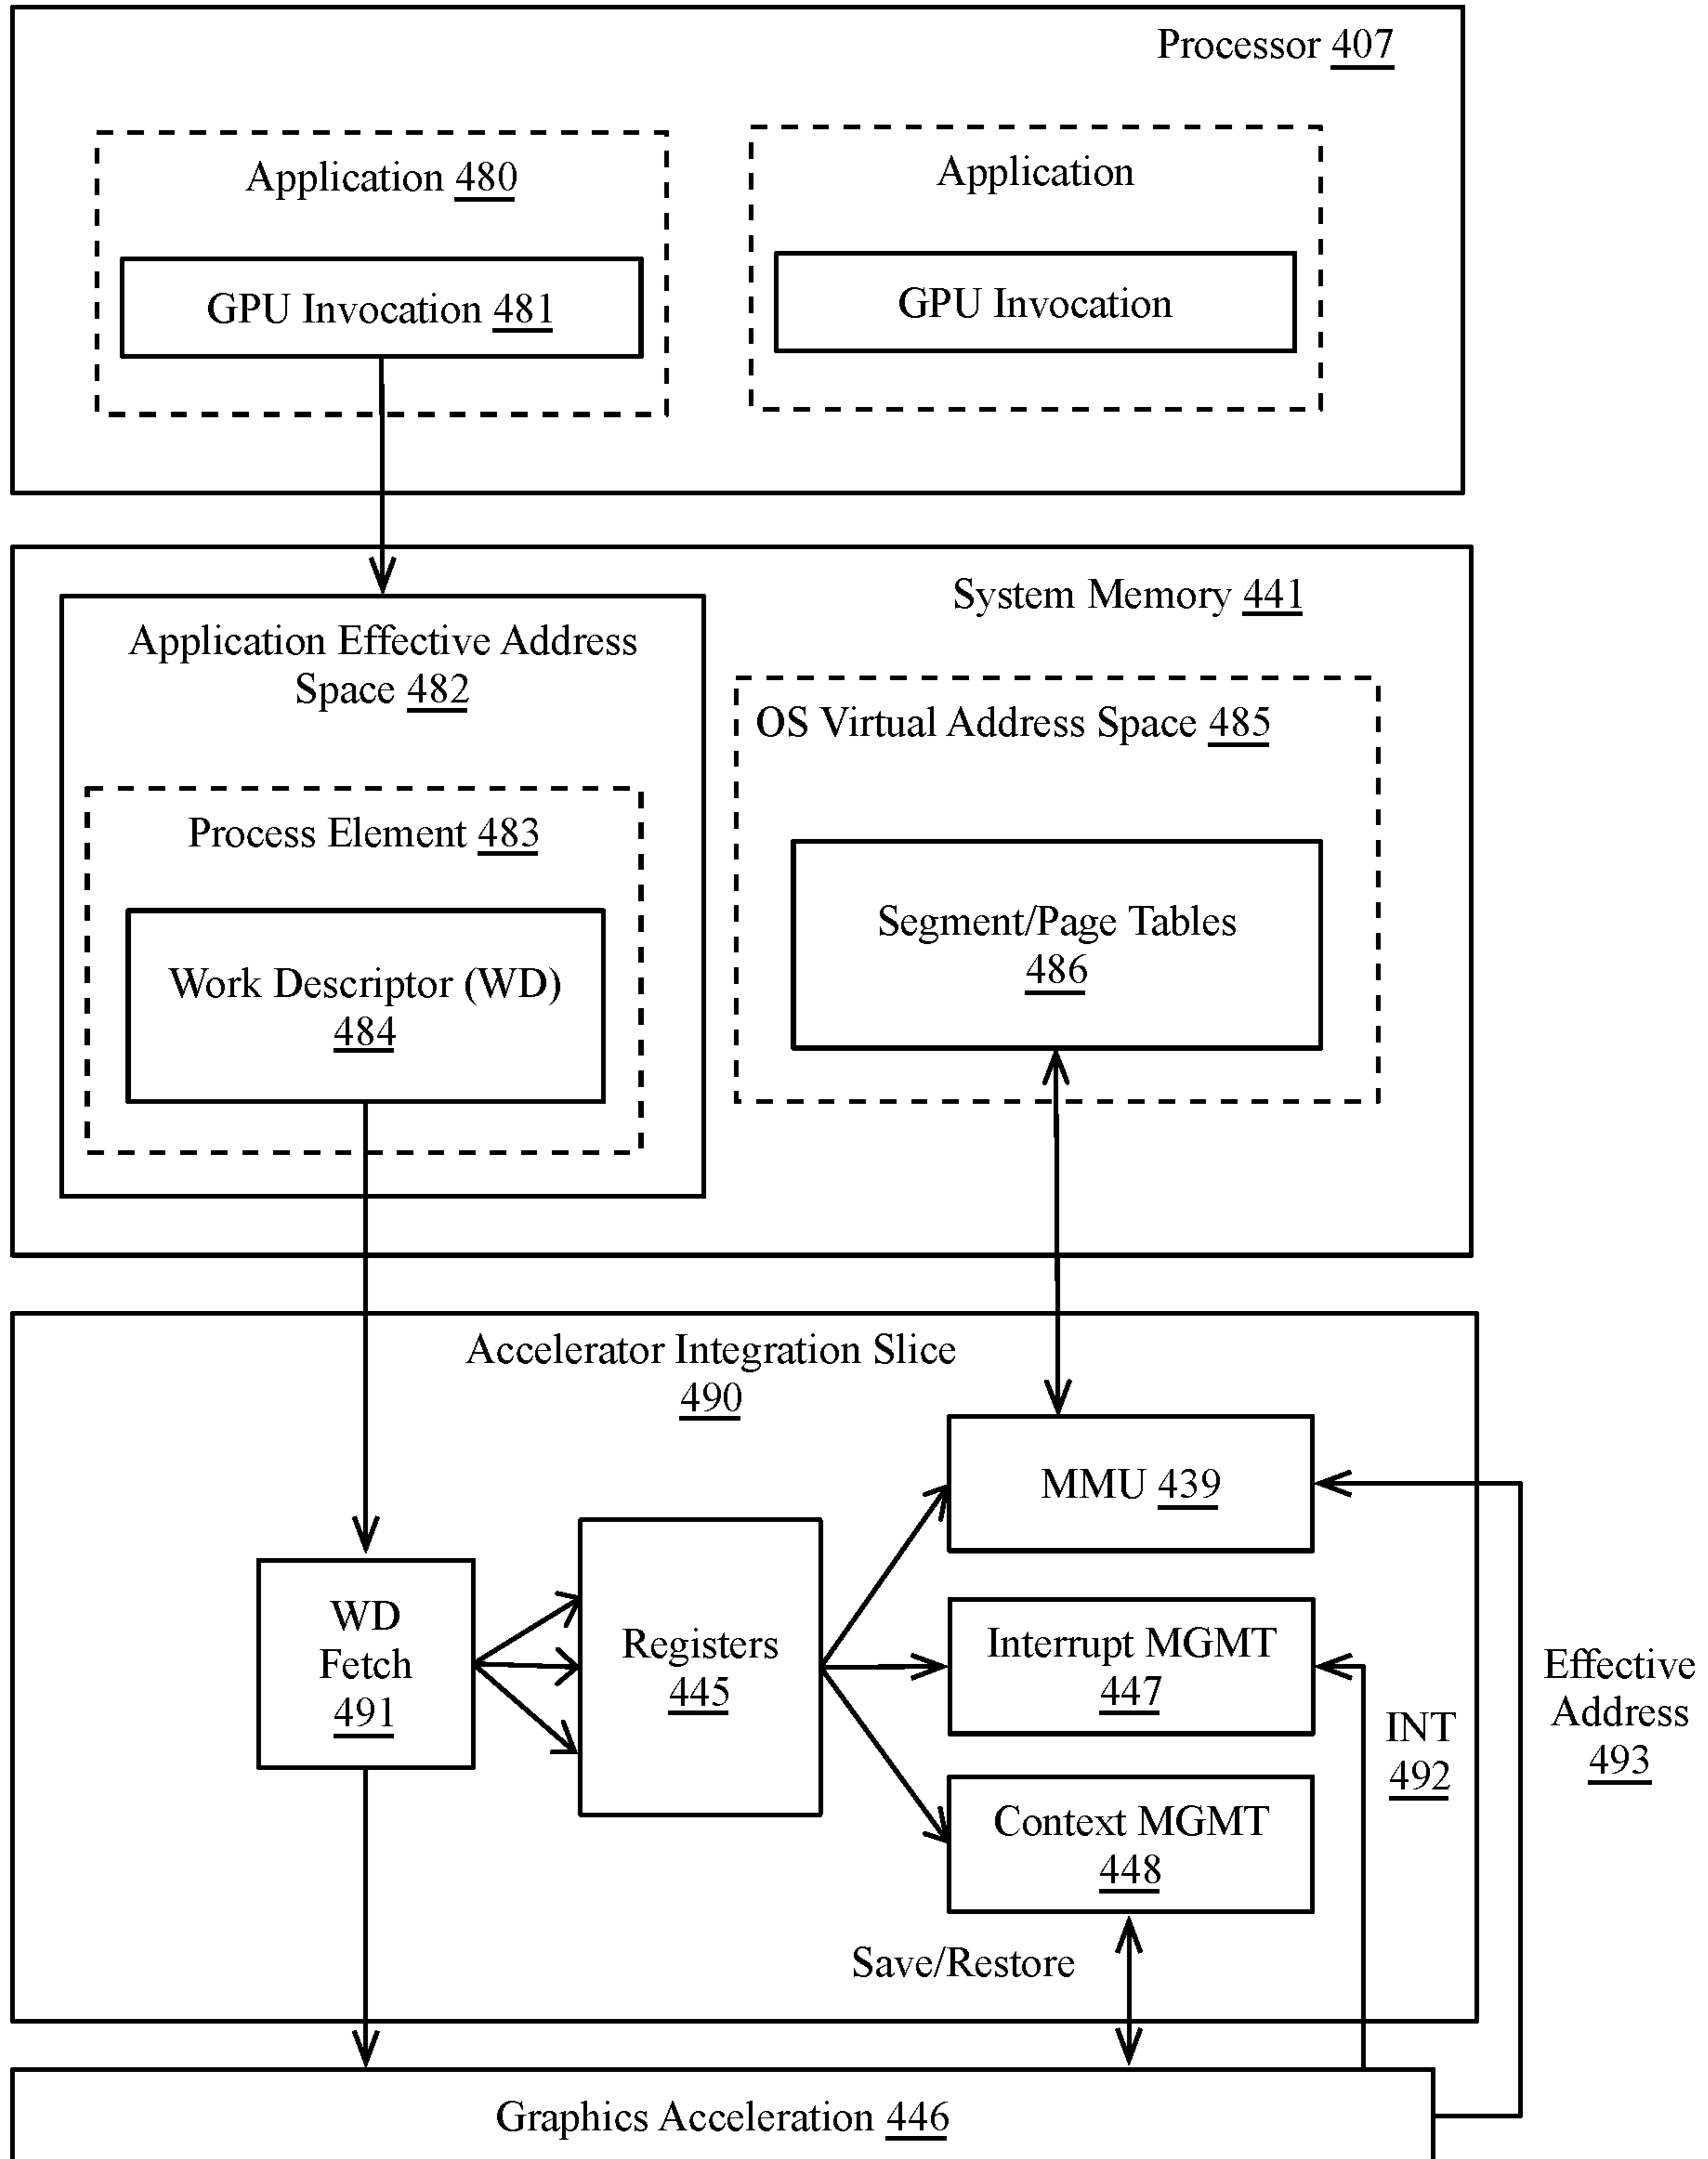 Processor 407
Application 480
Application
GPU Invocation 481
GPU Invocation
System Memory 441
Application Effective Address
Space 482
OS Virtual Address Space 485
Process Element 483
Segment/Page Tables
486
Work Descriptor (WD)
484
Accelerator Integration Slice
490
MMU 439
WD
Fetch
491
Registers
445
Interrupt MGMT
447
Effective
Address
493
INT
492
Context MGMT
448
Save/Restore
Graphics Acceleration 446